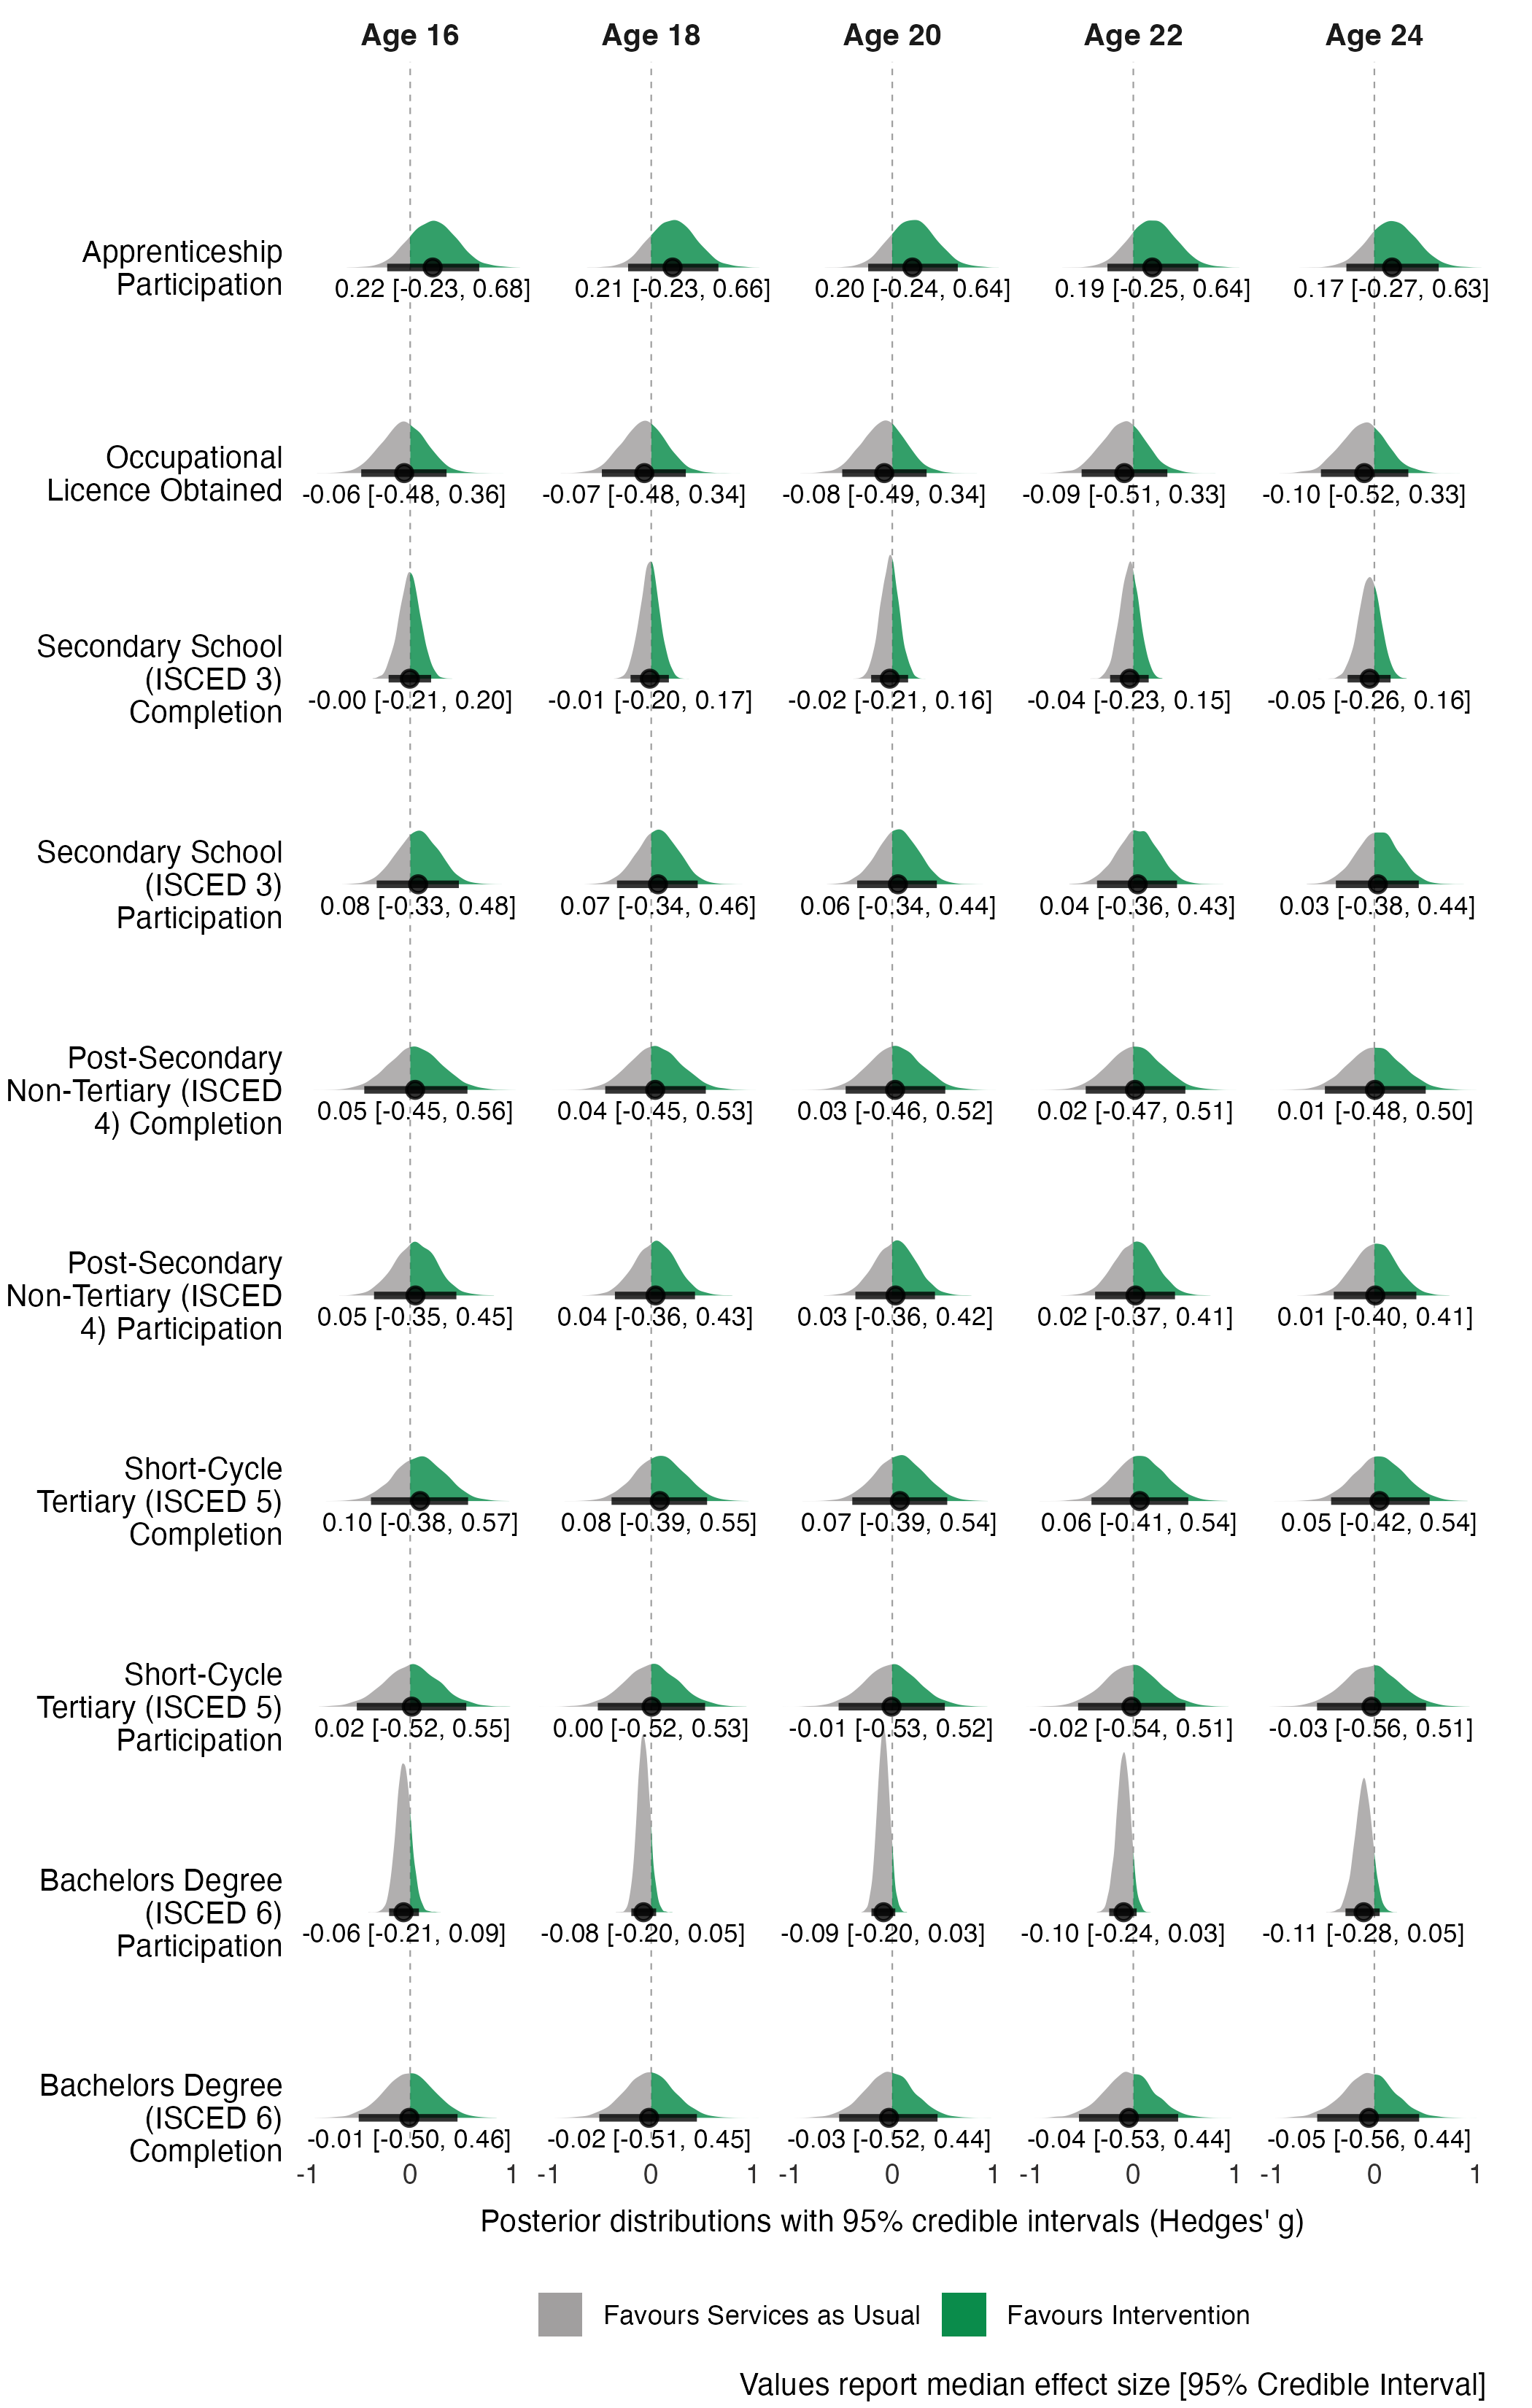 Age 16 Age 18 Age 20 Age 22 Age 24
Apprenticeship
Participation
0.22 [-0.23, 0.68] 0.21 [-0.23, 0.66] 0.20 [-0.24, 0.64] 0.19 [-0.25, 0.64] 0.17 [-0.27, 0.63]
Occupational
Licence Obtained
-0.06 [-0.48, 0.36] -0.07 [-0.48, 0.34] -0.08 [-0.49, 0.34] -0.09 [-0.51, 0.33] -0.10 [-0.52, 0.33]
Secondary School
(ISCED 3)
Completion
-0.00 [-0.21, 0.20] -0.01 [-0.20, 0.17] -0.02 [-0.21, 0.16] -0.04 [-0.23, 0.15] -0.05 [-0.26, 0.16]
Secondary School
(ISCED 3)
Participation
0.08 [-0.33, 0.48] 0.07 [-0.34, 0.46] 0.06 [-0.34, 0.44] 0.04 [-0.36, 0.43] 0.03 [-0.38, 0.44]
Post-Secondary
Non-Tertiary (ISCED
4) Completion
0.05 [-0.45, 0.56] 0.04 [-0.45, 0.53] 0.03 [-0.46, 0.52] 0.02 [-0.47, 0.51] 0.01 [-0.48, 0.50]
Post-Secondary
Non-Tertiary (ISCED
4) Participation
0.05 [-0.35, 0.45] 0.04 [-0.36, 0.43] 0.03 [-0.36, 0.42] 0.02 [-0.37, 0.41] 0.01 [-0.40, 0.41]
Short-Cycle
Tertiary (ISCED 5)
Completion
0.10 [-0.38, 0.57] 0.08 [-0.39, 0.55] 0.07 [-0.39, 0.54] 0.06 [-0.41, 0.54] 0.05 [-0.42, 0.54]
Short-Cycle
Tertiary (ISCED 5)
Participation
0.02 [-0.52, 0.55] 0.00 [-0.52, 0.53] -0.01 [-0.53, 0.52] -0.02 [-0.54, 0.51] -0.03 [-0.56, 0.51]
Bachelors Degree
(ISCED 6)
Participation
-0.06 [-0.21, 0.09] -0.08 [-0.20, 0.05] -0.09 [-0.20, 0.03] -0.10 [-0.24, 0.03] -0.11 [-0.28, 0.05]
Bachelors Degree
(ISCED 6)
Completion
-0.01 [-0.50, 0.46] -0.02 [-0.51, 0.45] -0.03 [-0.52, 0.44] -0.04 [-0.53, 0.44] -0.05 [-0.56, 0.44]
-1 0 1 -1 0 1 -1 0 1 -1 0 1 -1 0 1
Posterior distributions with 95% credible intervals (Hedges' g)
Favours Services as Usual Favours Intervention
Values report median effect size [95% Credible Interval]